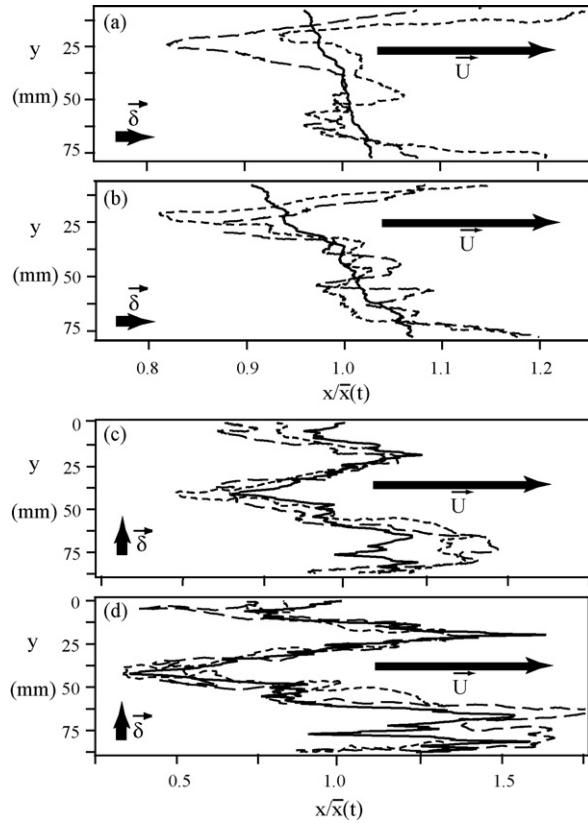 (a)
y
25
(mm)
50
75
δ
U
(b)
y
25
(mm)
50
75
δ
U
0.8 0.9 1.0 1.1 1.2
x/x̄(t)
(c)
0
y
25
(mm)
50
75
δ
U
(d)
0
y
25
(mm)
50
75
δ
U
0.5 1.0 1.5
x/x̄(t)